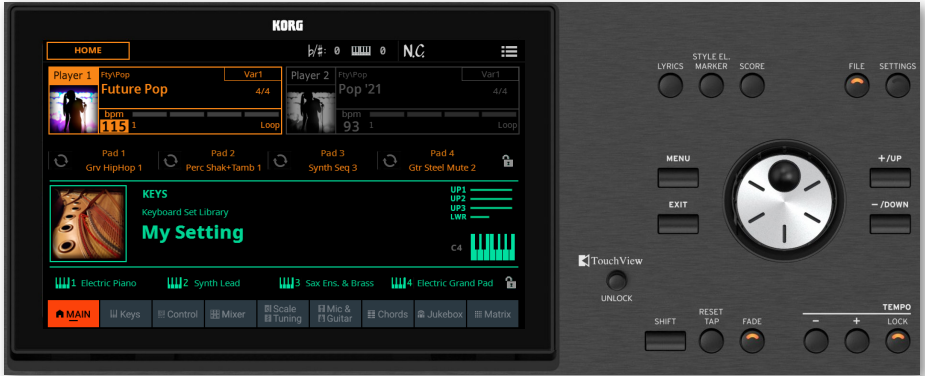 KORG
HOME
♭/♯: 0 0 N.C.
Player 1 Fty\Pop Var1
Future Pop 4/4
bpm
115 1 Loop
Player 2 Fty\Pop Var1
Pop '21 4/4
bpm
93 1 Loop
Pad 1
Grv HipHop 1
Pad 2
Perc Shak+Tamb 1
Pad 3
Synth Seq 3
Pad 4
Gtr Steel Mute 2
KEYS
Keyboard Set Library
My Setting
UP1
UP2
UP3
LWR
C4
1 Electric Piano
2 Synth Lead
3 Sax Ens. & Brass
4 Electric Grand Pad
MAIN
Keys
Control
Mixer
Scale
Tuning
Mic &
Guitar
Chords
Jukebox
Matrix
LYRICS
STYLE EL.
MARKER
SCORE
FILE
SETTINGS
MENU
+/UP
EXIT
−/DOWN
TouchView
UNLOCK
SHIFT
RESET
TAP
FADE
TEMPO
−
+
LOCK